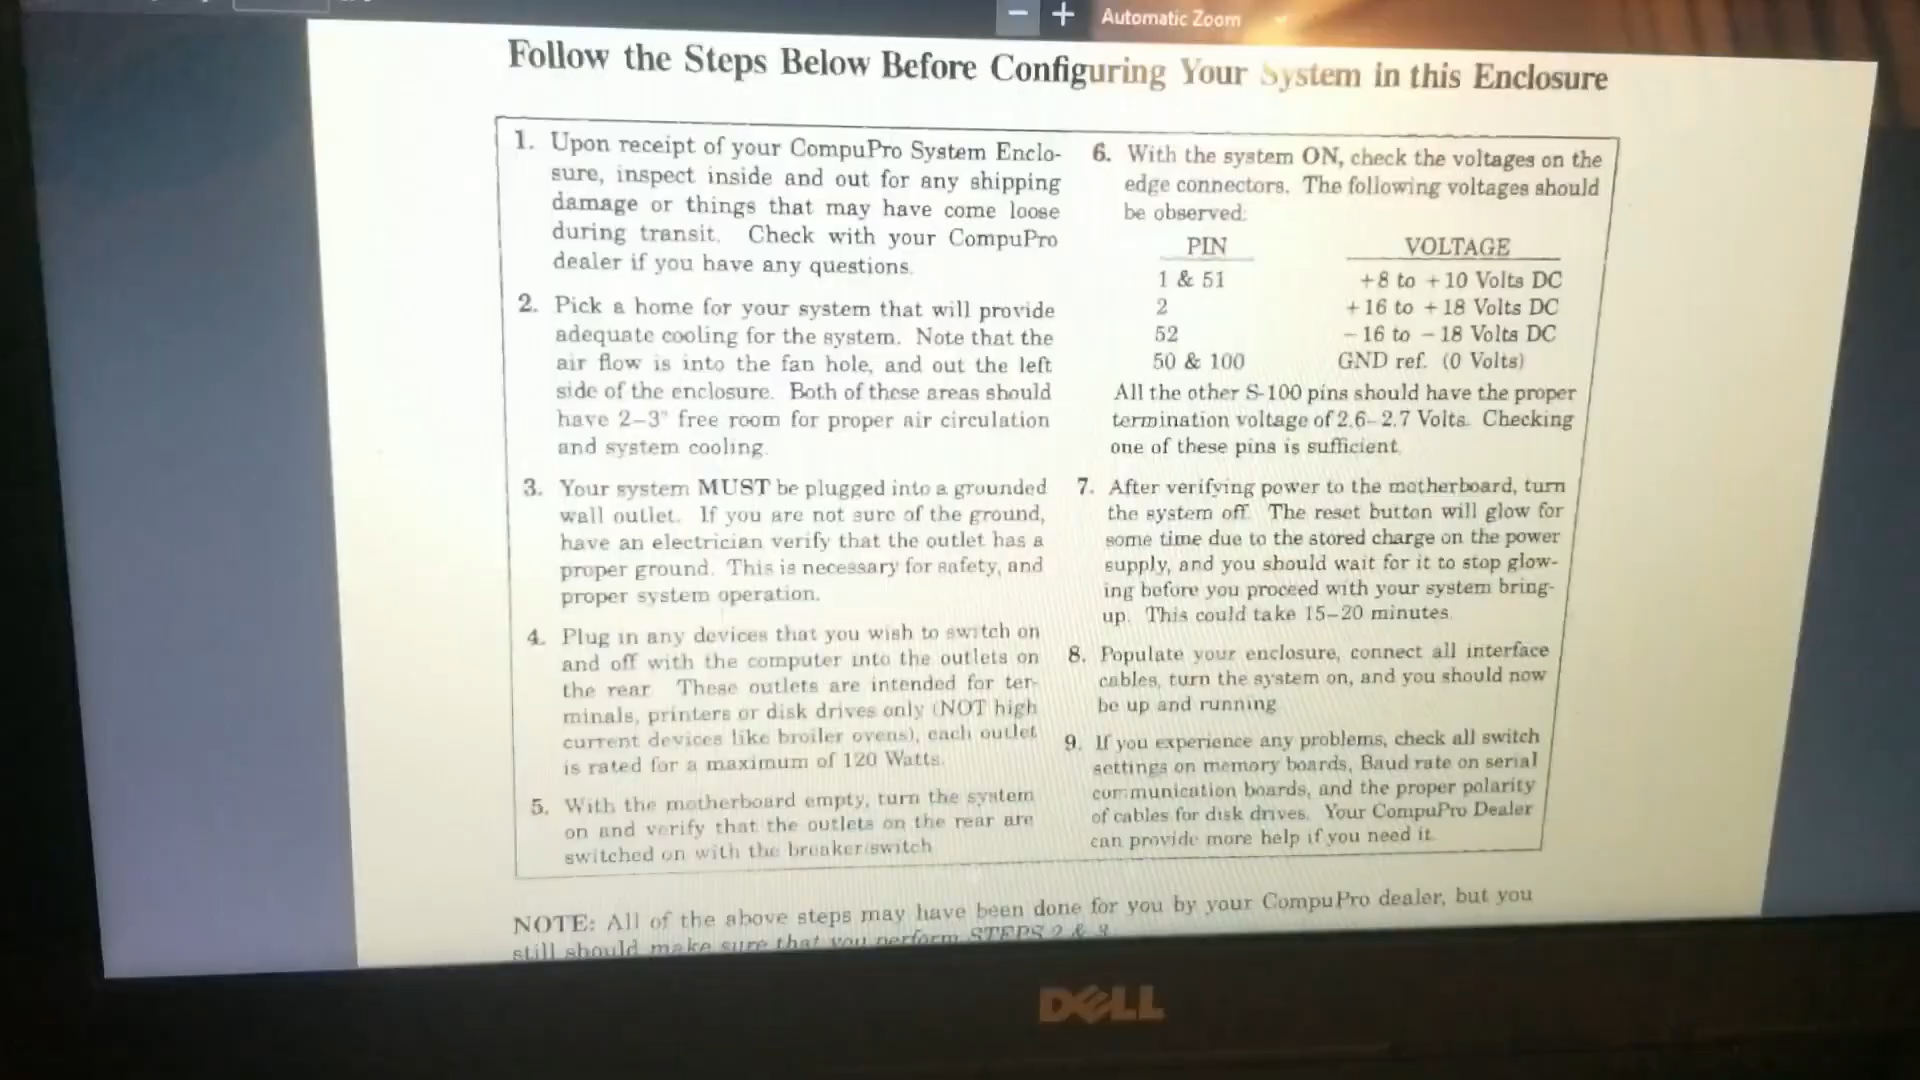 Automatic Zoom
Follow the Steps Below Before Configuring Your System in this Enclosure
1. Upon receipt of your CompuPro System Enclo-
sure, inspect inside and out for any shipping
damage or things that may have come loose
during transit. Check with your CompuPro
dealer if you have any questions.
2. Pick a home for your system that will provide
adequate cooling for the system. Note that the
air flow is into the fan hole, and out the left
side of the enclosure. Both of these areas should
have 2–3" free room for proper air circulation
and system cooling.
3. Your system MUST be plugged into a grounded
wall outlet. If you are not sure of the ground,
have an electrician verify that the outlet has a
proper ground. This is necessary for safety, and
proper system operation.
4. Plug in any devices that you wish to switch on
and off with the computer into the outlets on
the rear. These outlets are intended for ter-
minals, printers or disk drives only (NOT high
current devices like broiler ovens), each outlet
is rated for a maximum of 120 Watts.
5. With the motherboard empty, turn the system
on and verify that the outlets on the rear are
switched on with the breaker/switch
6. With the system ON, check the voltages on the
edge connectors. The following voltages should
be observed:
PIN VOLTAGE
1 & 51 +8 to +10 Volts DC
2 +16 to +18 Volts DC
52 −16 to −18 Volts DC
50 & 100 GND ref. (0 Volts)
All the other S-100 pins should have the proper
termination voltage of 2.6–2.7 Volts. Checking
one of these pins is sufficient.
7. After verifying power to the motherboard, turn
the system off. The reset button will glow for
some time due to the stored charge on the power
supply, and you should wait for it to stop glow-
ing before you proceed with your system bring-
up. This could take 15–20 minutes.
8. Populate your enclosure, connect all interface
cables, turn the system on, and you should now
be up and running
9. If you experience any problems, check all switch
settings on memory boards, Baud rate on serial
communication boards, and the proper polarity
of cables for disk drives. Your CompuPro Dealer
can provide more help if you need it.
NOTE: All of the above steps may have been done for you by your CompuPro dealer, but you
still should make sure that you perform STEPS 2 & 3
DELL